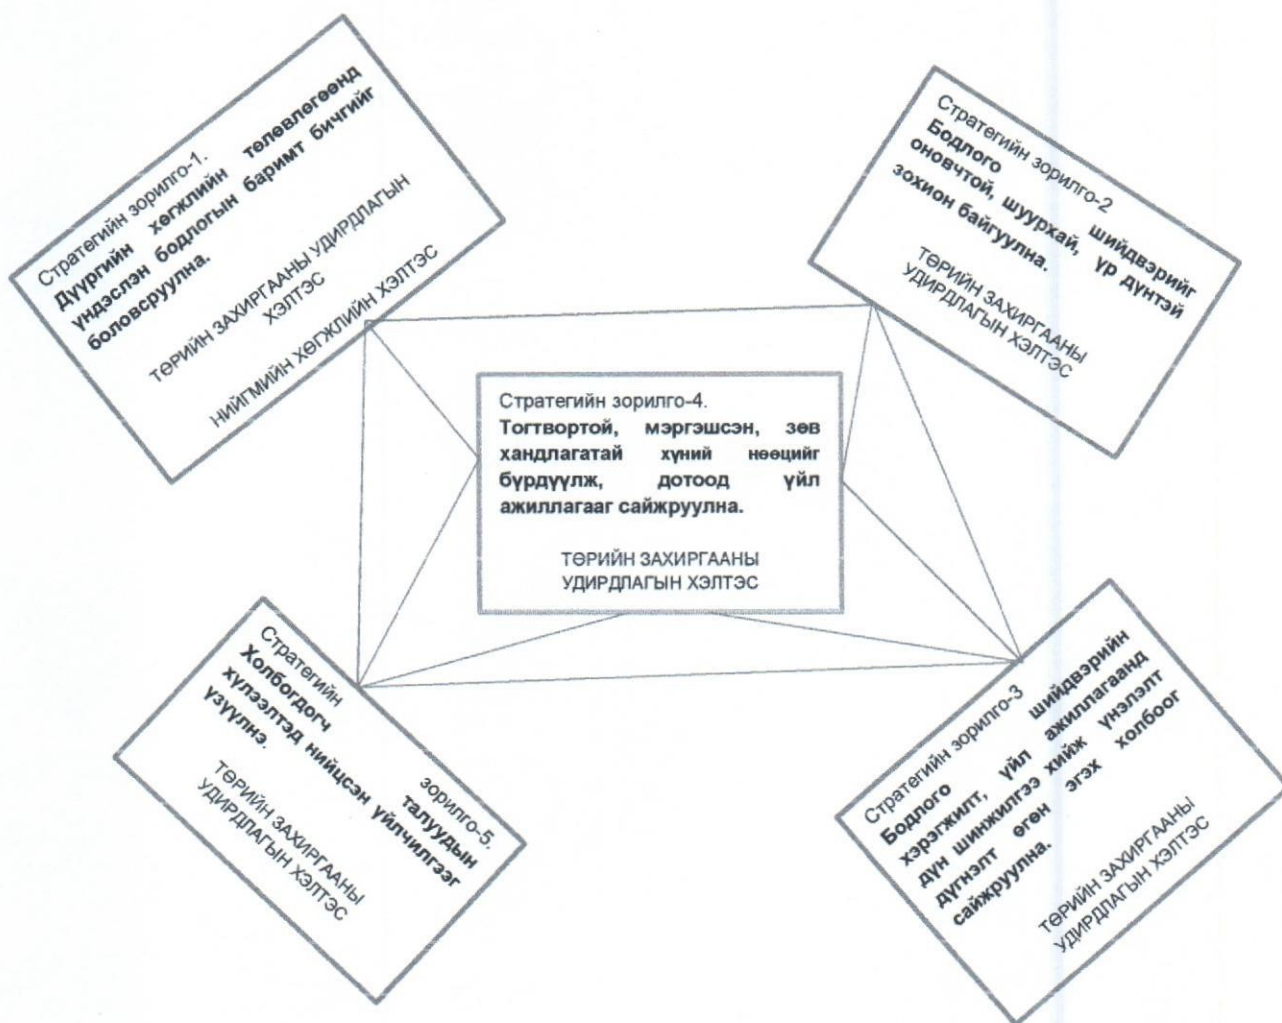 Стратегийн зорилго-1.
Дүүргийн хөгжлийн төлөвлөгөөнд
үндэслэн бодлогын баримт бичгийг
боловсруулна.
ТӨРИЙН ЗАХИРГААНЫ УДИРДЛАГЫН
ХЭЛТЭС
НИЙГМИЙН ХӨГЖЛИЙН ХЭЛТЭС
Стратегийн зорилго-2
Бодлого шийдвэрийг
оновчтой, шуурхай, үр дүнтэй
зохион байгуулна.
ТӨРИЙН ЗАХИРГААНЫ
УДИРДЛАГЫН ХЭЛТЭС
Стратегийн зорилго-4.
Тогтвортой, мэргэшсэн, зөв
хандлагатай хүний нөөцийг
бүрдүүлж, дотоод үйл
ажиллагааг сайжруулна.
ТӨРИЙН ЗАХИРГААНЫ
УДИРДЛАГЫН ХЭЛТЭС
Стратегийн зорилго-5.
Холбогдогч талуудын
хүлээлтэд нийцсэн үйлчилгээг
үзүүлнэ.
ТӨРИЙН ЗАХИРГААНЫ
УДИРДЛАГЫН ХЭЛТЭС
Стратегийн зорилго-3
Бодлого шийдвэрийн
хэрэгжилт, үйл ажиллагаанд
дүн шинжилгээ хийж үнэлэлт
дүгнэлт өгөн эгэх холбоог
сайжруулна.
ТӨРИЙН ЗАХИРГААНЫ
УДИРДЛАГЫН ХЭЛТЭС